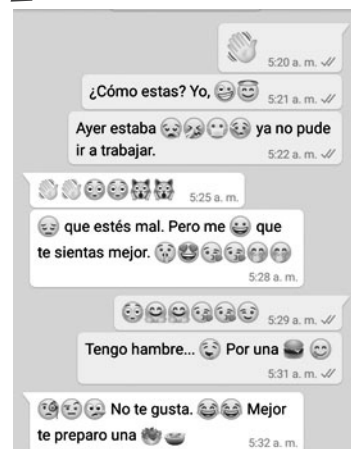 👋
5:20 a. m.
¿Cómo estas? Yo, 😬😇
5:21 a. m.
Ayer estaba 😪🤧😬🤒 ya no pude
ir a trabajar.
5:22 a. m.
👋👋😳😳🙀🙀
5:25 a. m.
😔 que estés mal. Pero me 😀 que
te sientas mejor. 🤫😍😘😘🤭🤭
5:28 a. m.
😳🤗🤗😘😘😏
5:29 a. m.
Tengo hambre... 🤤 Por una 🍔 😊
5:31 a. m.
🧐🤨🤥 No te gusta. 😂😂 Mejor
te preparo una 🥗
5:32 a. m.